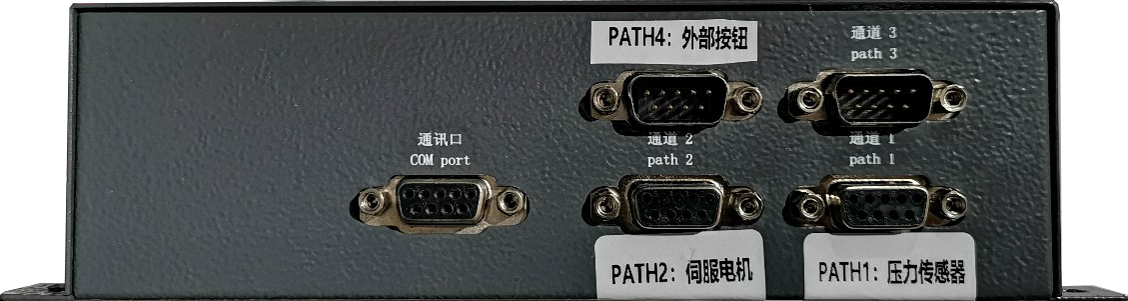 PATH4：外部按钮
通道 3
path 3
通讯口
COM port
通道 2
path 2
通道 1
path 1
PATH2：伺服电机
PATH1：压力传感器